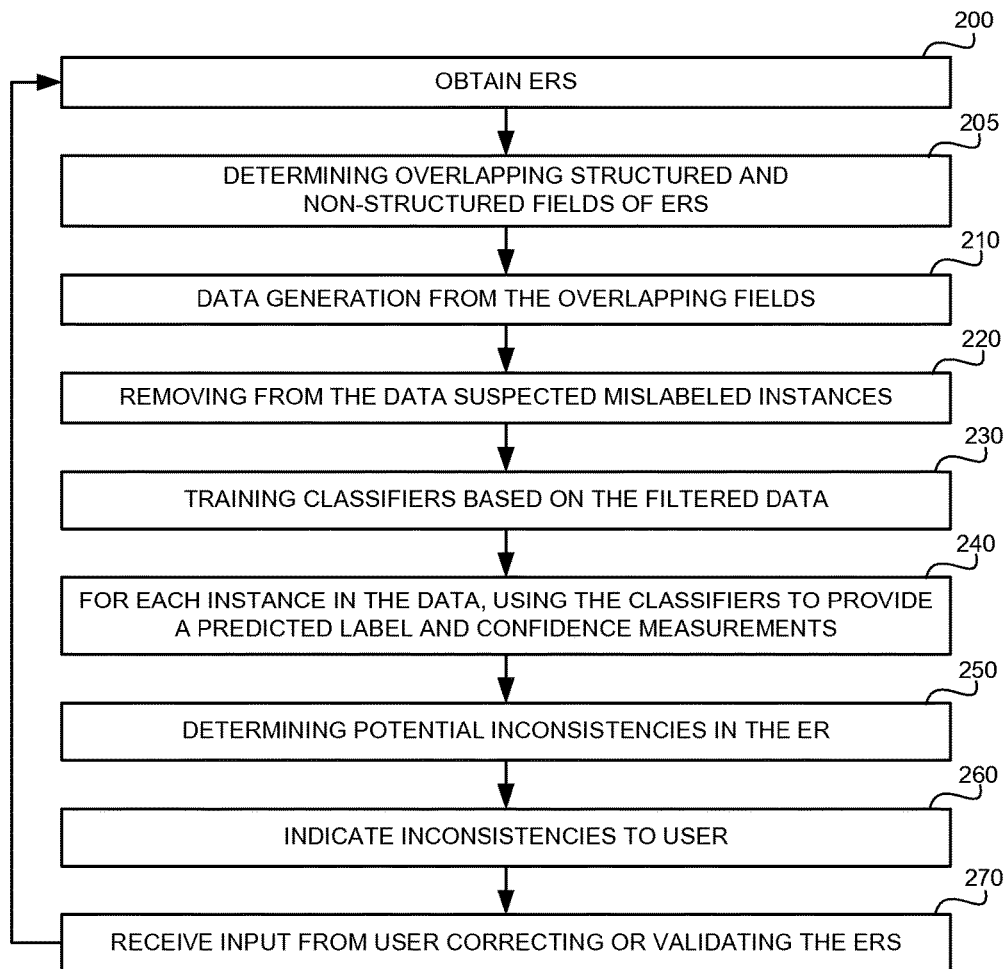 200
OBTAIN ERS
205
DETERMINING OVERLAPPING STRUCTURED AND
NON-STRUCTURED FIELDS OF ERS
210
DATA GENERATION FROM THE OVERLAPPING FIELDS
220
REMOVING FROM THE DATA SUSPECTED MISLABELED INSTANCES
230
TRAINING CLASSIFIERS BASED ON THE FILTERED DATA
240
FOR EACH INSTANCE IN THE DATA, USING THE CLASSIFIERS TO PROVIDE
A PREDICTED LABEL AND CONFIDENCE MEASUREMENTS
250
DETERMINING POTENTIAL INCONSISTENCIES IN THE ER
260
INDICATE INCONSISTENCIES TO USER
270
RECEIVE INPUT FROM USER CORRECTING OR VALIDATING THE ERS